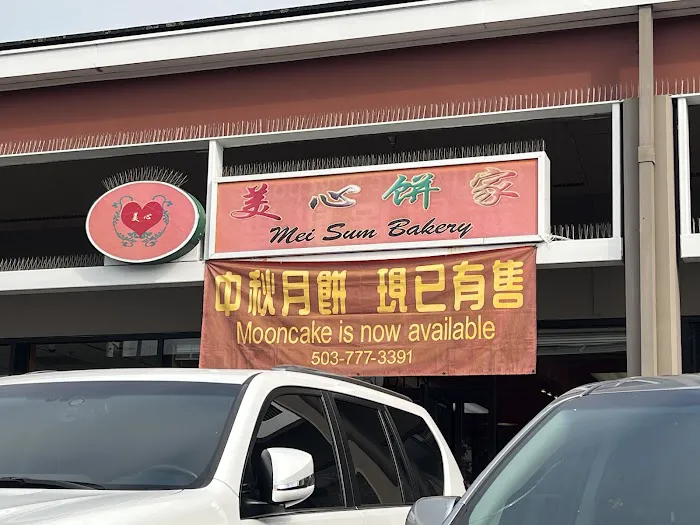 美心
美心饼家
Mei Sum Bakery
中秋月餅 現已有售
Mooncake is now available
503-777-3391